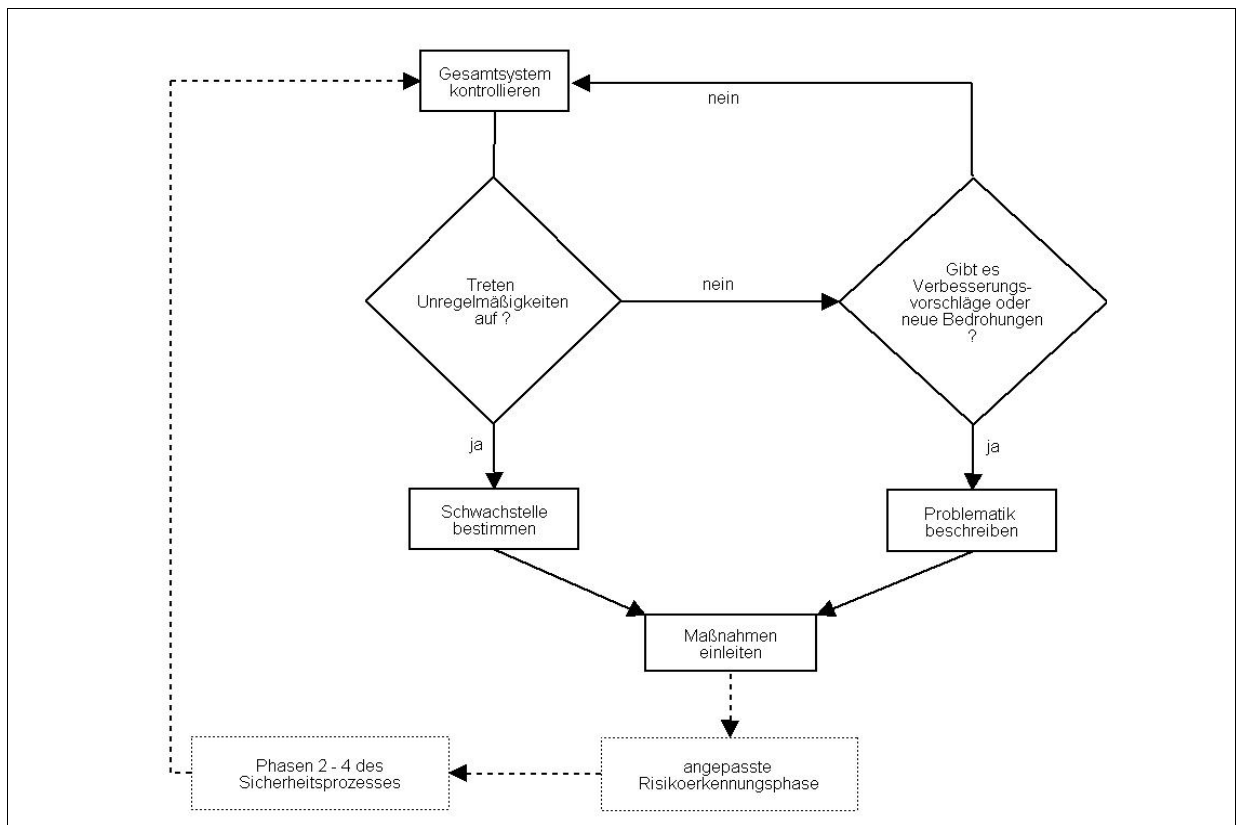 Gesamtsystem
kontrollieren
nein
Treten
Unregelmäßigkeiten
auf ?
nein
Gibt es
Verbesserungs-
vorschläge oder
neue Bedrohungen
?
ja
ja
Schwachstelle
bestimmen
Problematik
beschreiben
Maßnahmen
einleiten
Phasen 2 - 4 des
Sicherheitsprozesses
angepasste
Risikoerkennungsphase